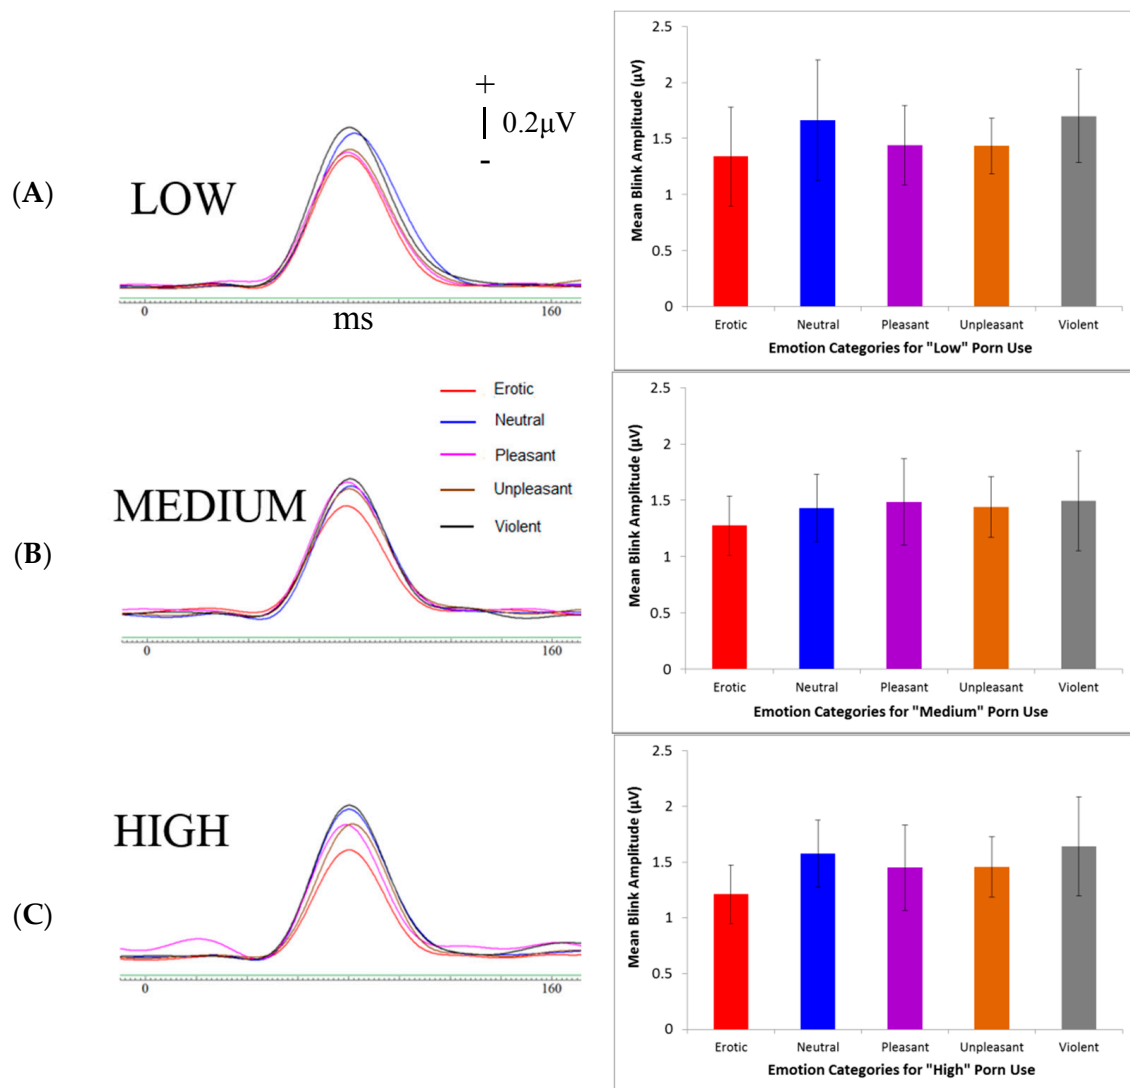 (A)
LOW
+
0.2μV
-
0
ms
160
2.5
2
1.5
1
0.5
0
Mean Blink Amplitude (μV)
Erotic Neutral Pleasant Unpleasant Violent
Emotion Categories for "Low" Porn Use
(B)
MEDIUM
Erotic
Neutral
Pleasant
Unpleasant
Violent
0
160
2.5
2
1.5
1
0.5
0
Mean Blink Amplitude (μV)
Erotic Neutral Pleasant Unpleasant Violent
Emotion Categories for "Medium" Porn Use
(C)
HIGH
0
160
2.5
2
1.5
1
0.5
0
Mean Blink Amplitude (μV)
Erotic Neutral Pleasant Unpleasant Violent
Emotion Categories for "High" Porn Use